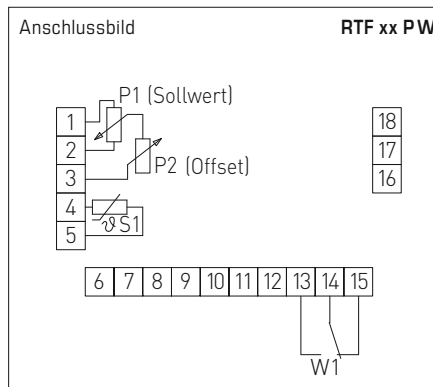 Anschlussbild RTF xx PW
P1 (Sollwert)
1 18
2 17
3 P2 (Offset) 16
4
ϑ S1
5
6 7 8 9 10 11 12 13 14 15
W1